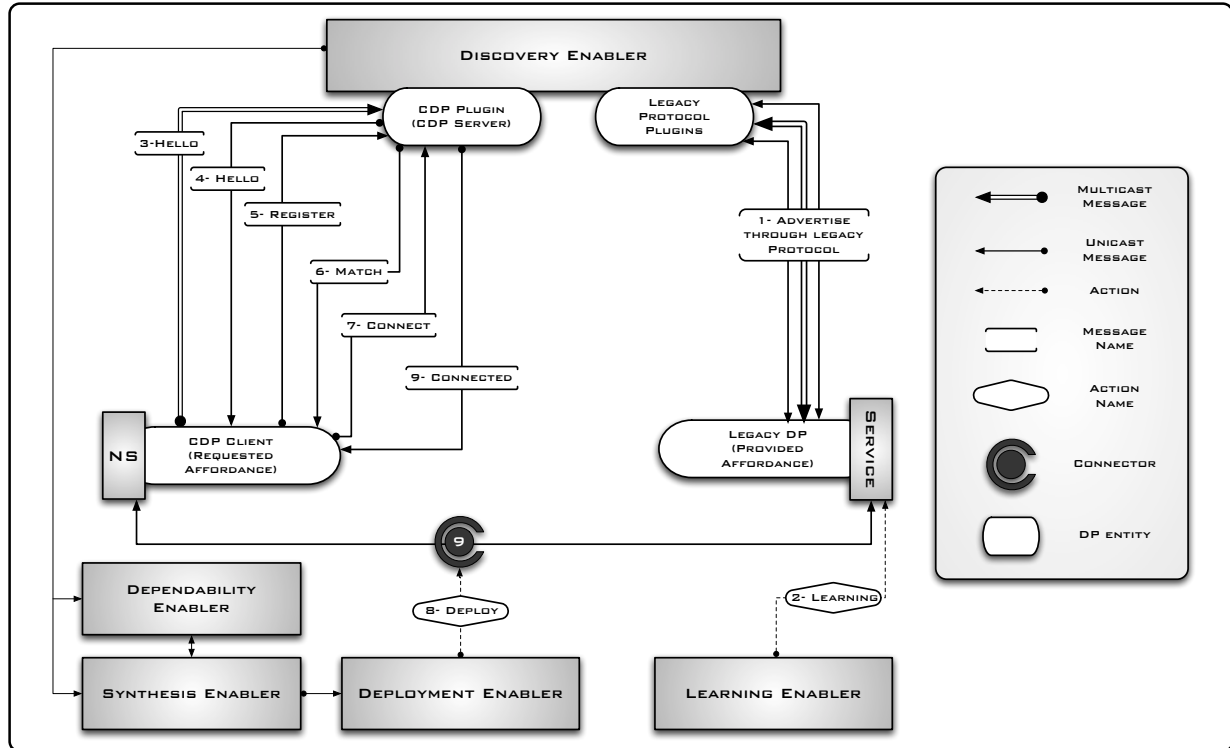 Discovery Enabler
CDP Plugin
(CDP Server)
Legacy
Protocol
Plugins
3-Hello
4- Hello
5- Register
6- Match
7- Connect
9- Connected
1- Advertise
through legacy
Protocol
NS
CDP Client
(Requested
Affordance)
Legacy DP
(Provided
Affordance)
Service
9
8- Deploy
2- Learning
Dependability
Enabler
Synthesis Enabler
Deployment Enabler
Learning Enabler
Multicast
Message
Unicast
Message
Action
Message
Name
Action
Name
Connector
DP entity